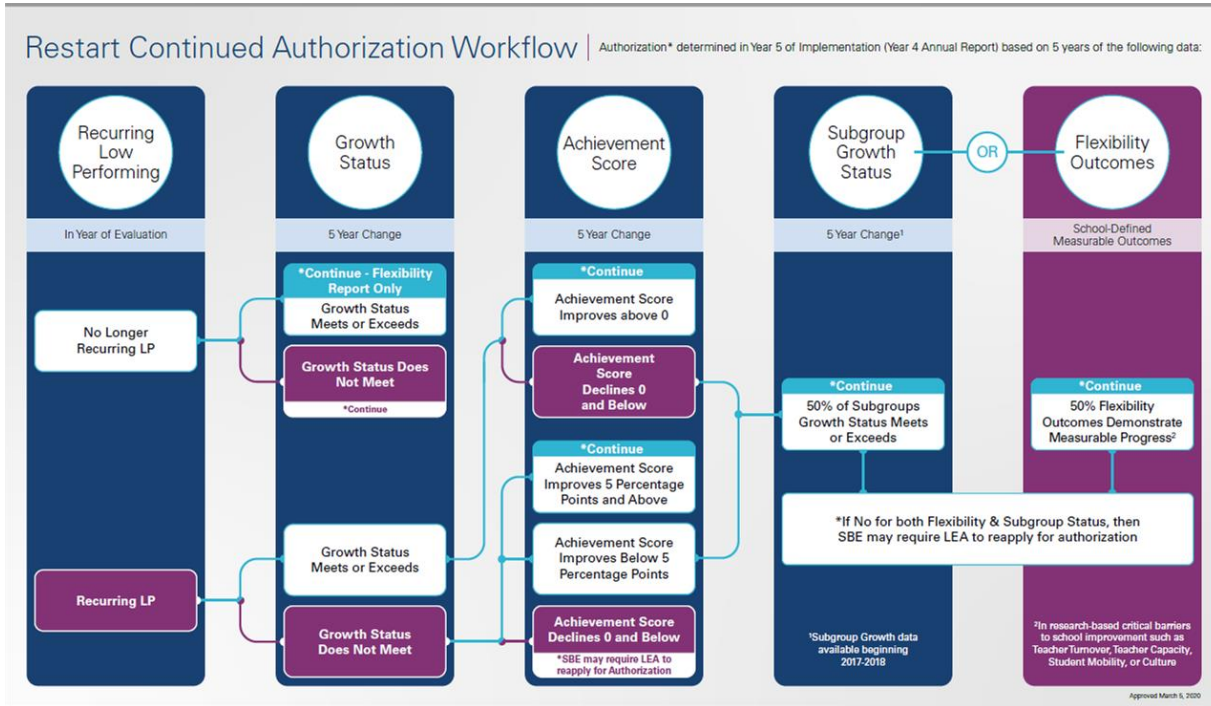 Restart Continued Authorization Workflow
Authorization* determined in Year 5 of Implementation (Year 4 Annual Report) based on 5 years of the following data:
Recurring
Low
Performing
In Year of Evaluation
No Longer
Recurring LP
Recurring LP
Growth
Status
5 Year Change
*Continue - Flexibility
Report Only
Growth Status
Meets or Exceeds
Growth Status Does
Not Meet
*Continue
Growth Status
Meets or Exceeds
Growth Status
Does Not Meet
Achievement
Score
5 Year Change
*Continue
Achievement Score
Improves above 0
Achievement
Score
Declines 0
and Below
*Continue
Achievement Score
Improves 5 Percentage
Points and Above
Achievement Score
Improves Below 5
Percentage Points
Achievement Score
Declines 0 and Below
*SBE may require LEA to
reapply for Authorization
Subgroup
Growth
Status
5 Year Change¹
*Continue
50% of Subgroups
Growth Status Meets
or Exceeds
OR
Flexibility
Outcomes
School-Defined
Measurable Outcomes
*Continue
50% Flexibility
Outcomes Demonstrate
Measurable Progress²
*If No for both Flexibility & Subgroup Status, then
SBE may require LEA to reapply for authorization
¹Subgroup Growth data
available beginning
2017-2018
²In research-based critical barriers
to school improvement such as
Teacher Turnover, Teacher Capacity,
Student Mobility, or Culture
Approved March 5, 2020